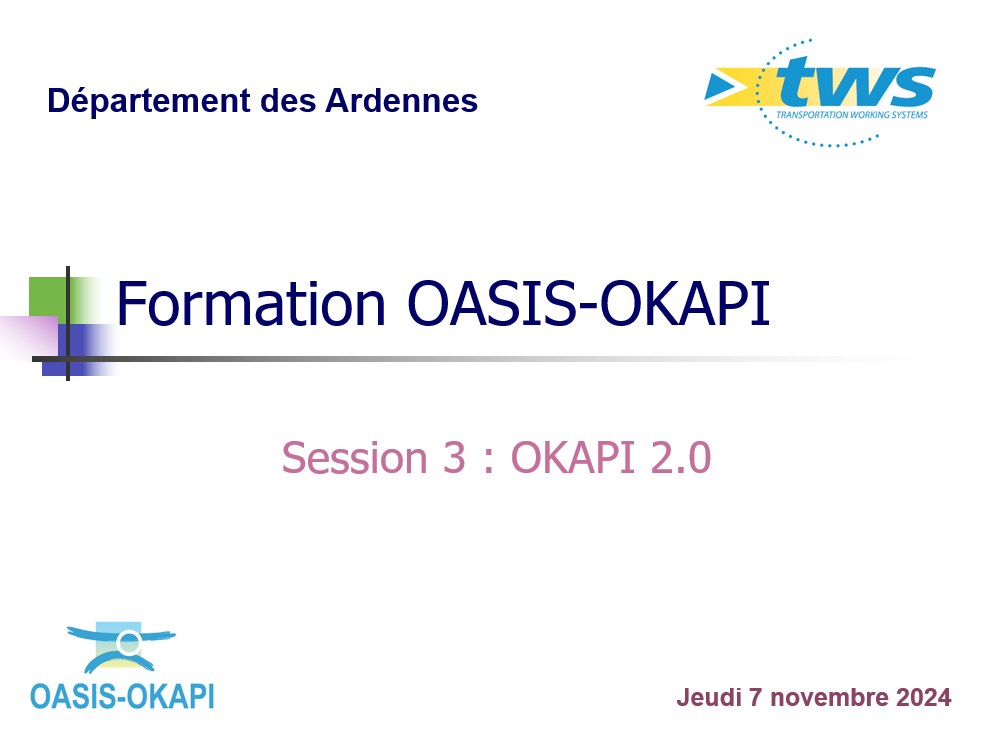 Département des Ardennes
tws
TRANSPORTATION WORKING SYSTEMS
Formation OASIS-OKAPI
Session 3 : OKAPI 2.0
OASIS-OKAPI
Jeudi 7 novembre 2024